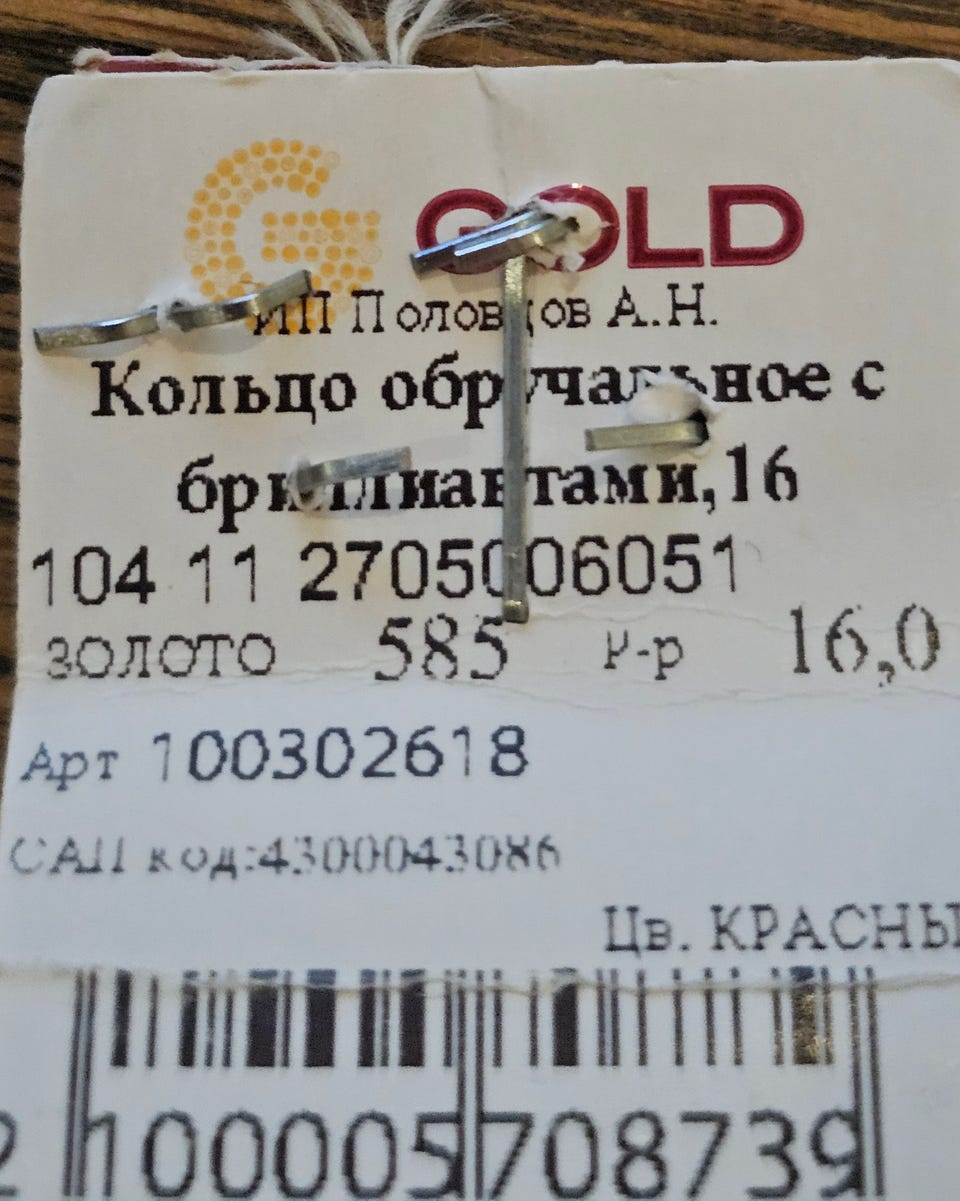 G GOLD
ИП Половцов А.Н.
Кольцо обручальное с
бриллиантами,16
104 11 2705006051
золото 585 р-р 16,0
Арт 100302618
САП код:4300043086
Цв. КРАСНЫ
2 100005 708739